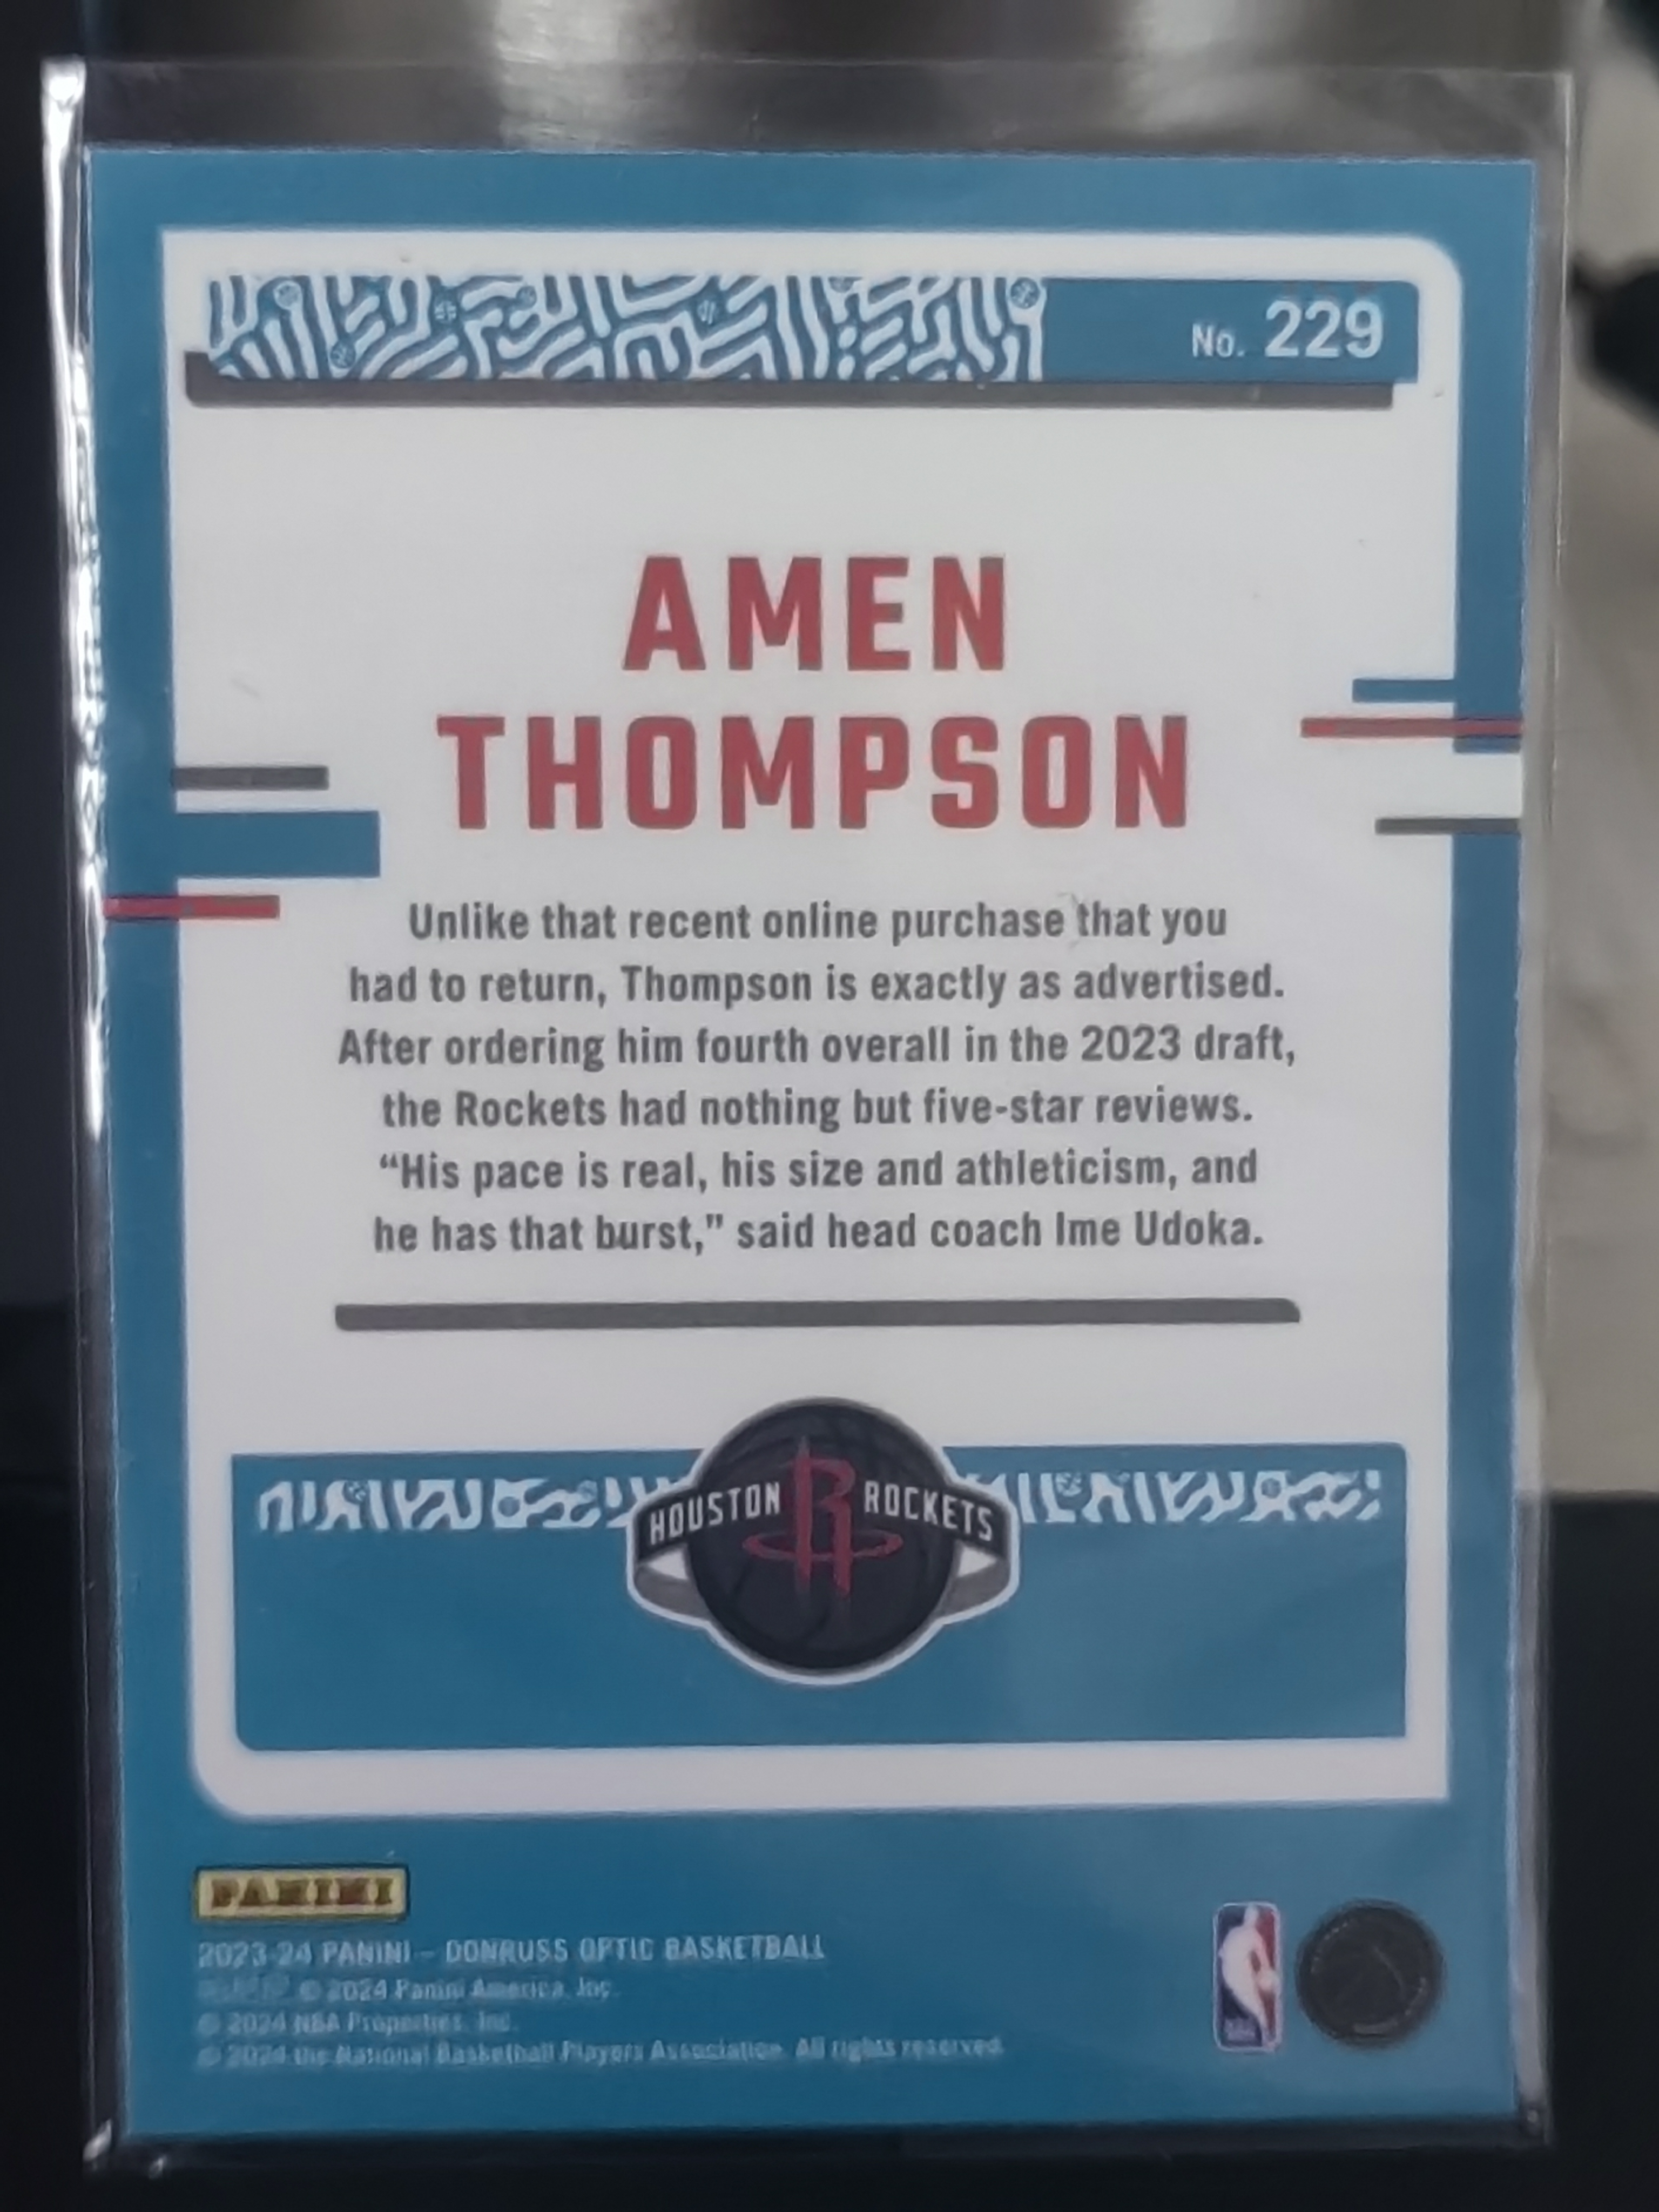 No. 229
AMEN
THOMPSON
Unlike that recent online purchase that you
had to return, Thompson is exactly as advertised.
After ordering him fourth overall in the 2023 draft,
the Rockets had nothing but five-star reviews.
“His pace is real, his size and athleticism, and
he has that burst,” said head coach Ime Udoka.
HOUSTON ROCKETS
PANINI
2023-24 PANINI – DONRUSS OPTIC BASKETBALL
© 2024 Panini America, Inc.
© 2024 NBA Properties, Inc.
© 2024 the National Basketball Players Association. All rights reserved.